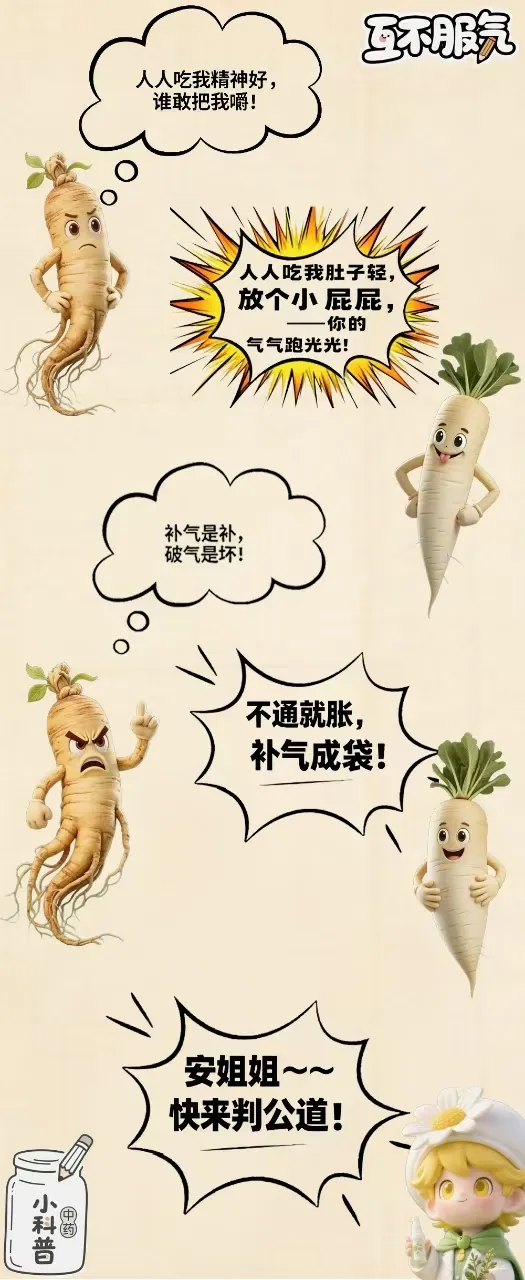 互不服气
人人吃我精神好，
谁敢把我嚼！
人人吃我肚子轻，
放个小 屁屁，
——你的
气气跑光光！
补气是补，
破气是坏！
不通就胀，
补气成袋！
安姐姐~~
快来判公道！
小科普
中药